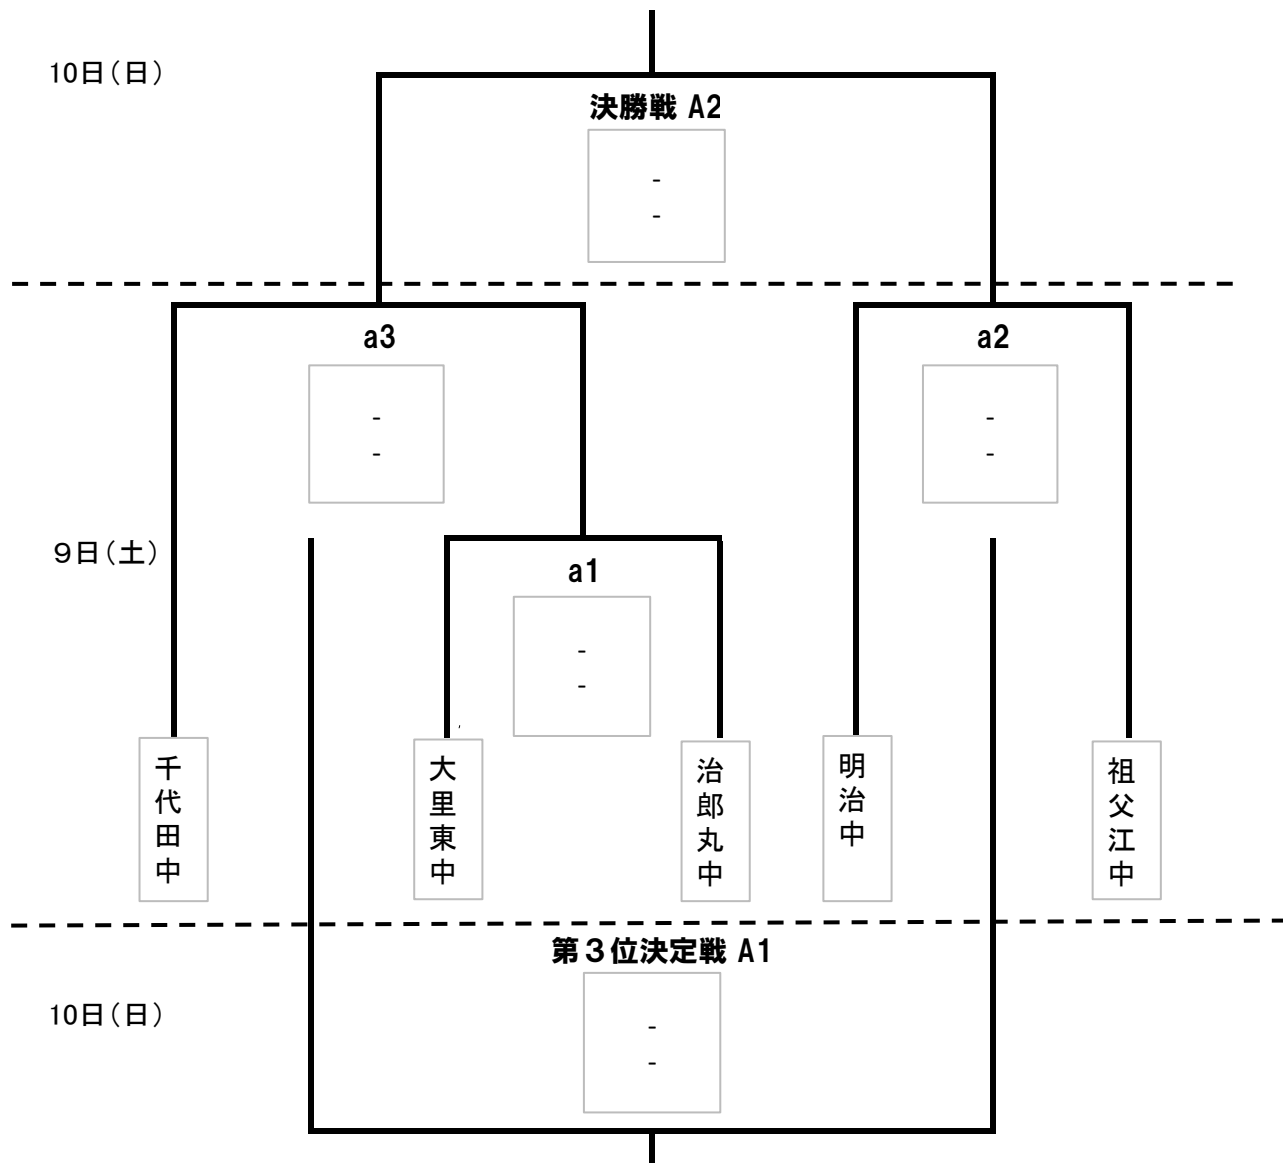 10日（日）
決勝戦 A2
-
-
a3
a2
-
-
-
-
９日（土）
a1
-
-
千代田中
大里東中
治郎丸中
明治中
祖父江中
第３位決定戦 A1
10日（日）
-
-